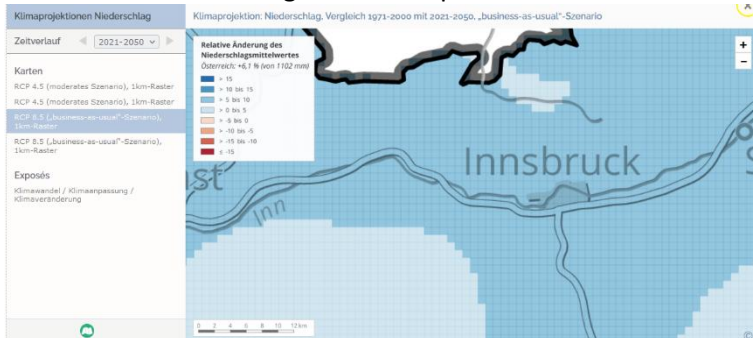 Klimaprojektionen Niederschlag
Klimaprojektion: Niederschlag, Vergleich 1971-2000 mit 2021-2050, „business-as-usual"-Szenario
Zeitverlauf
2021-2050
Karten
RCP 4.5 (moderates Szenario), 1km-Raster
RCP 4.5 (moderates Szenario), 1km-Raster
RCP 8.5 („business-as-usual"-Szenario),
1km-Raster
RCP 8.5 („business-as-usual"-Szenario),
1km-Raster
Exposés
Klimawandel / Klimaanpassung /
Klimaveränderung
Relative Änderung des
Niederschlagsmittelwertes
Österreich: +6,1 % (von 1102 mm)
> 15
> 10 bis 15
> 5 bis 10
> 0 bis 5
> -5 bis 0
> -10 bis -5
> -15 bis -10
≤ -15
+
−
Innsbruck
st
Inn
S
0 2 4 6 8 10 12 km
©